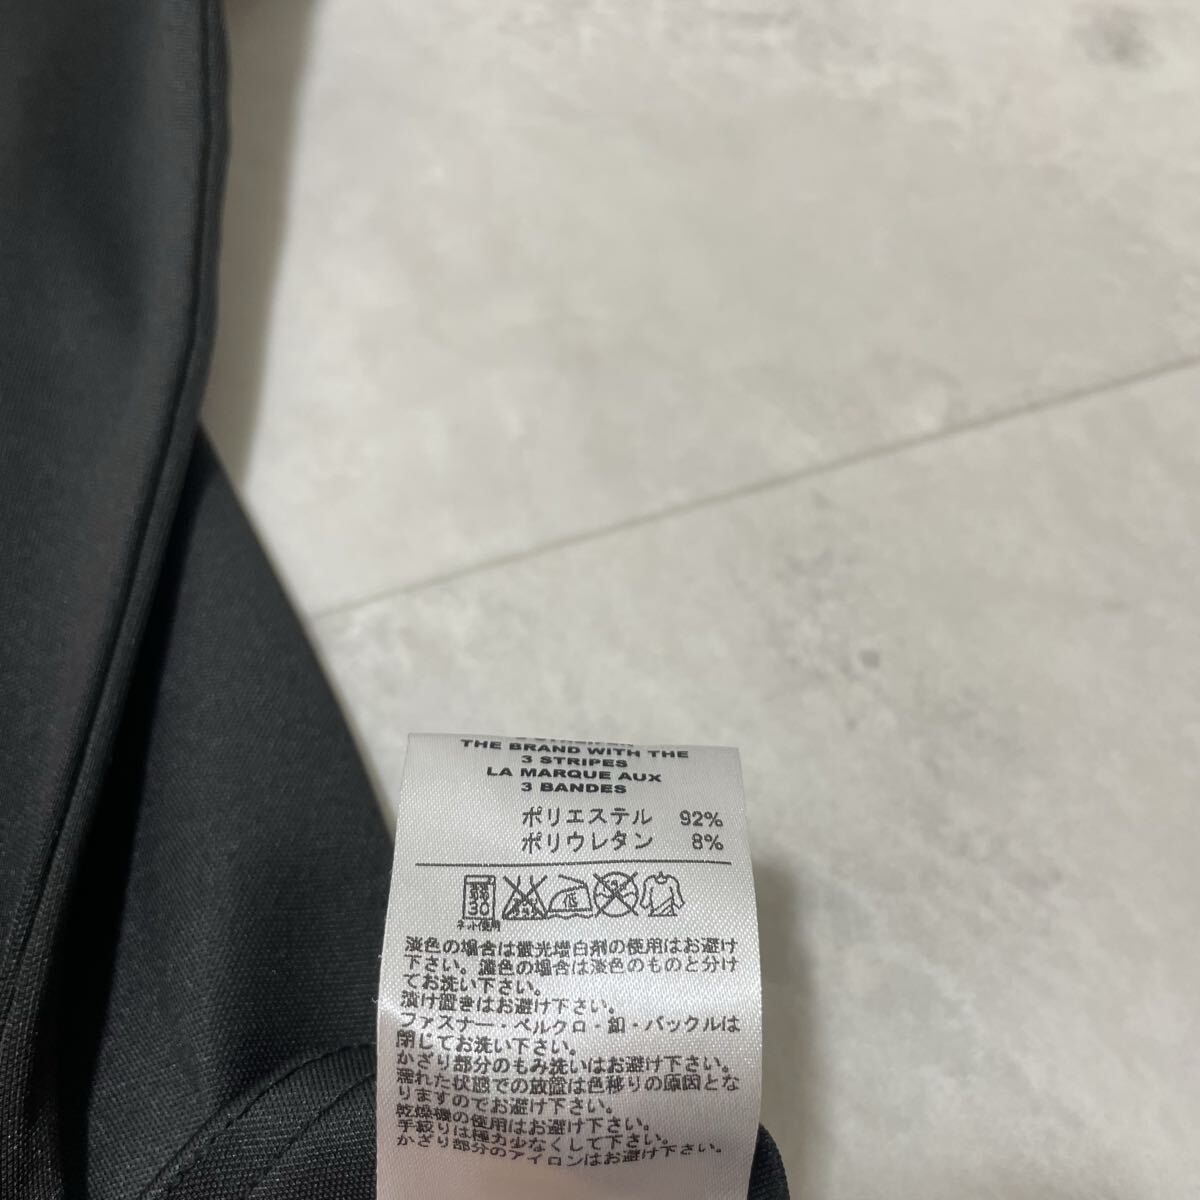 THE BRAND WITH THE
3 STRIPES
LA MARQUE AUX
3 BANDES
ポリエステル 92%
ポリウレタン 8%
30 低
ネット使用
淡色の場合は蛍光増白剤の使用はお避け
下さい。濃色の場合は淡色のものと分け
てお洗い下さい。
漬け置きはお避け下さい。
ファスナー・ベルクロ・釦・バックルは
閉じてお洗い下さい。
かざり部分のもみ洗いはお避け下さい。
濡れた状態での放置は色移りの原因とな
りますのでお避け下さい。
乾燥機の使用はお避け下さい。
手絞りは極力少なくして下さい。
かざり部分のアイロンはお避け下さい。